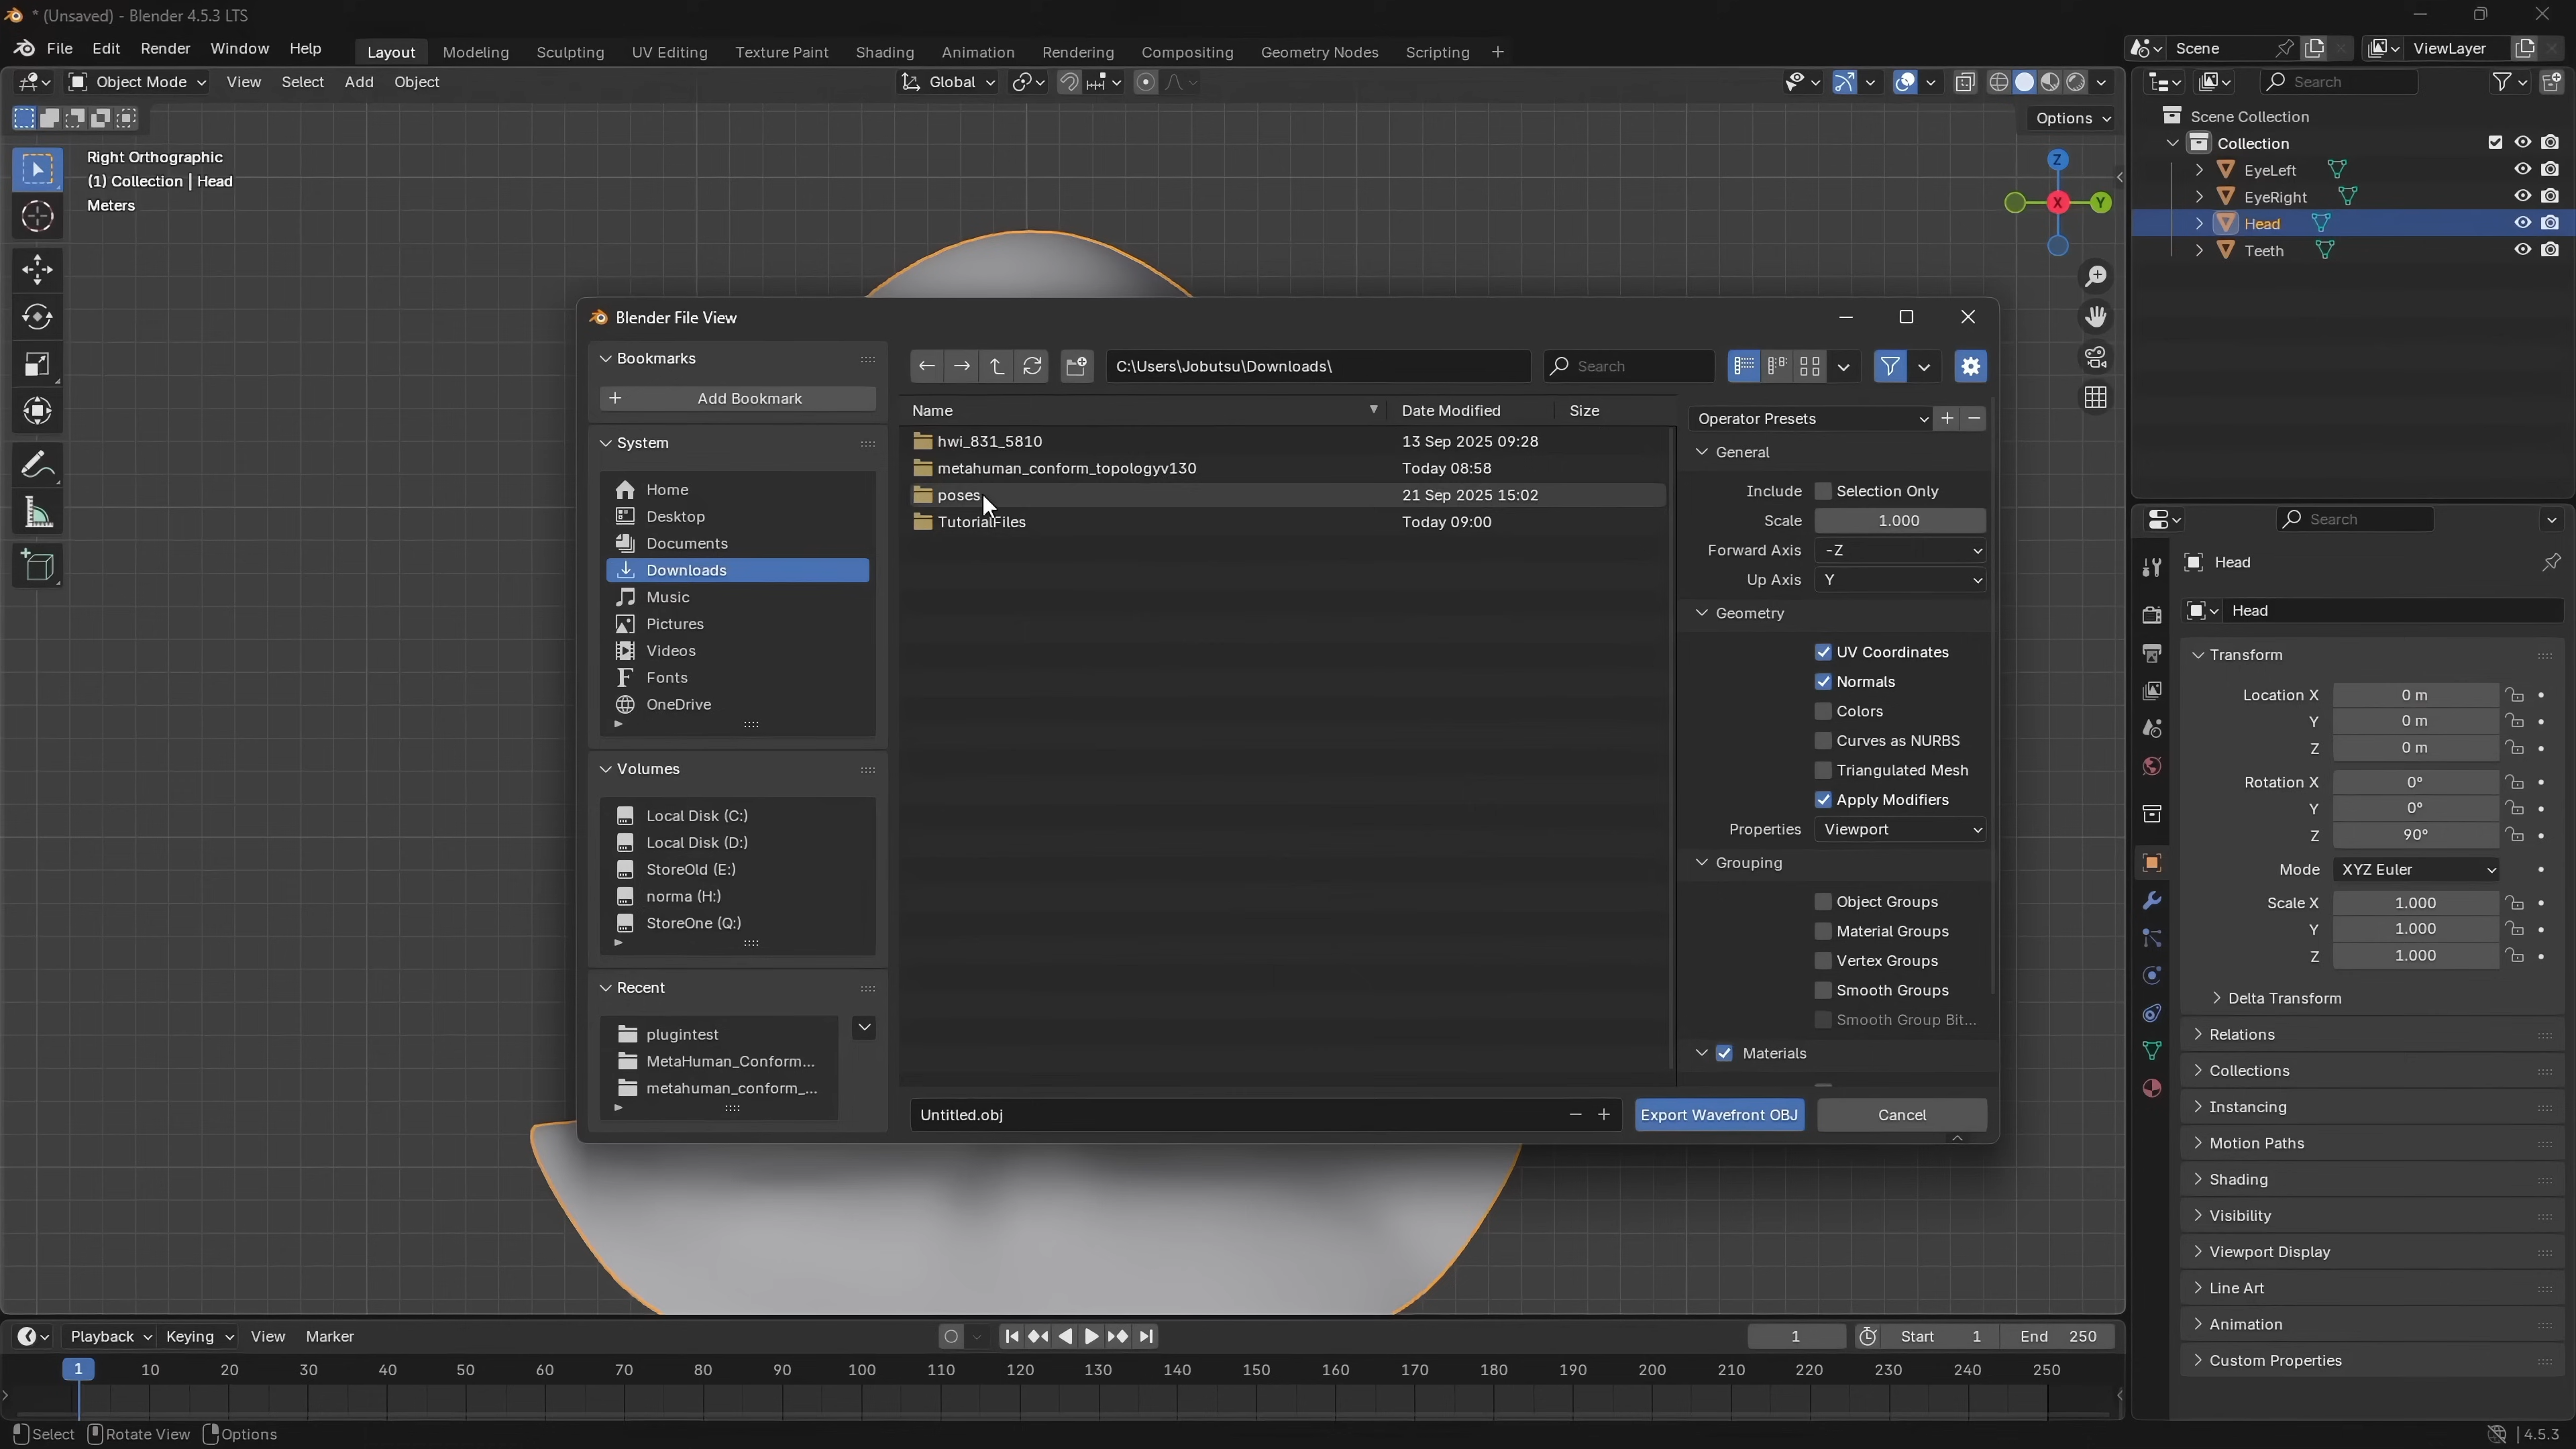 * (Unsaved) - Blender 4.5.3 LTS
File Edit Render Window Help Layout Modeling Sculpting UV Editing Texture Paint Shading Animation Rendering Compositing Geometry Nodes Scripting + Scene ViewLayer
Object Mode View Select Add Object Global Search
Options
Right Orthographic
(1) Collection | Head
Meters
Z
X
Y
Scene Collection
Collection
EyeLeft
EyeRight
Head
Teeth
Blender File View
Bookmarks
Add Bookmark
System
Home
Desktop
Documents
Downloads
Music
Pictures
Videos
Fonts
OneDrive
Volumes
Local Disk (C:)
Local Disk (D:)
StoreOld (E:)
norma (H:)
StoreOne (Q:)
Recent
plugintest
MetaHuman_Conform...
metahuman_conform_...
C:\Users\Jobutsu\Downloads\ Search
Name Date Modified Size
hwi_831_5810 13 Sep 2025 09:28
metahuman_conform_topologyv130 Today 08:58
poses 21 Sep 2025 15:02
TutorialFiles Today 09:00
Operator Presets
General
Include Selection Only
Scale 1.000
Forward Axis -Z
Up Axis Y
Geometry
UV Coordinates
Normals
Colors
Curves as NURBS
Triangulated Mesh
Apply Modifiers
Properties Viewport
Grouping
Object Groups
Material Groups
Vertex Groups
Smooth Groups
Smooth Group Bit...
Materials
Untitled.obj Export Wavefront OBJ Cancel
Search
Head
Head
Transform
Location X 0 m
Y 0 m
Z 0 m
Rotation X 0°
Y 0°
Z 90°
Mode XYZ Euler
Scale X 1.000
Y 1.000
Z 1.000
Delta Transform
Relations
Collections
Instancing
Motion Paths
Shading
Visibility
Viewport Display
Line Art
Animation
Custom Properties
Playback Keying View Marker 1 Start 1 End 250
1 10 20 30 40 50 60 70 80 90 100 110 120 130 140 150 160 170 180 190 200 210 220 230 240 250
Select Rotate View Options 4.5.3